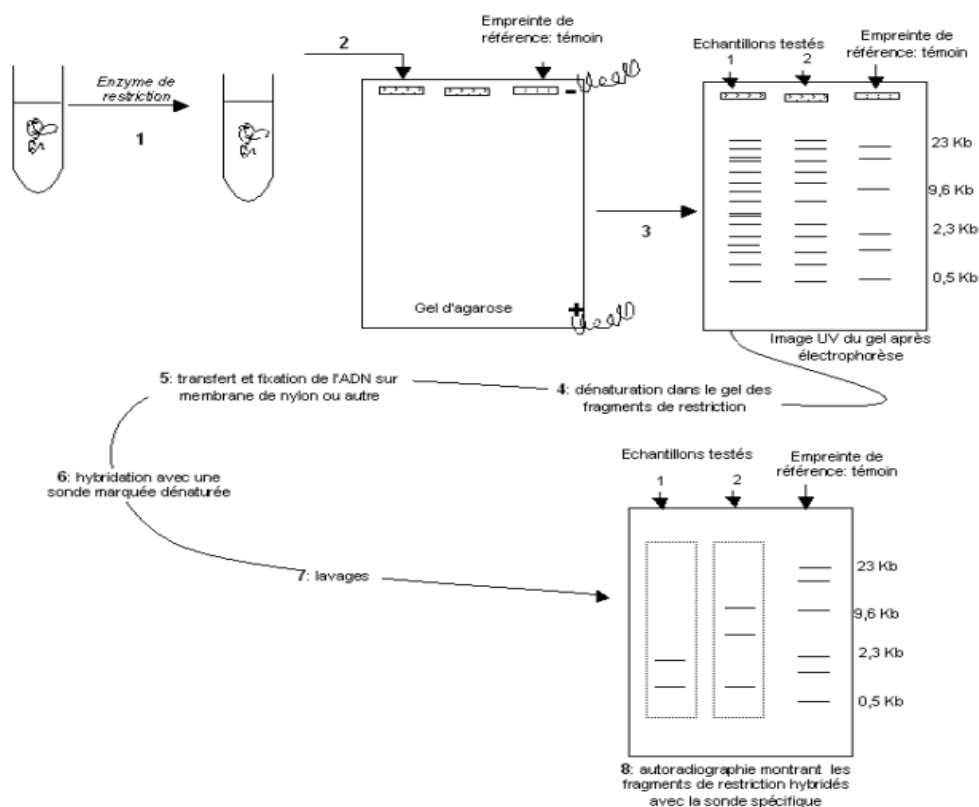 Enzyme de
restriction
1
2
Empreinte de
référence: témoin
-
+
Gel d'agarose
3
Echantillons testés
1 2
Empreinte de
référence: témoin
23 Kb
9,6 Kb
2,3 Kb
0,5 Kb
Image UV du gel après
électrophorèse
4: dénaturation dans le gel des
fragments de restriction
5: transfert et fixation de l'ADN sur
membrane de nylon ou autre
6: hybridation avec une
sonde marquée dénaturée
7: lavages
Echantillons testés
1 2
Empreinte de
référence: témoin
23 Kb
9,6 Kb
2,3 Kb
0,5 Kb
8: autoradiographie montrant les
fragments de restriction hybridés
avec la sonde spécifique